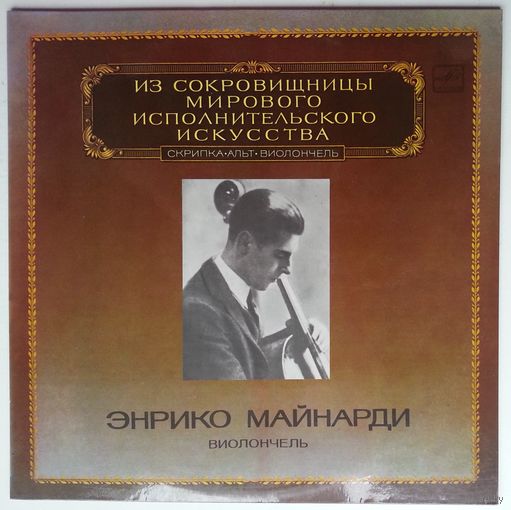 ИЗ СОКРОВИЩНИЦЫ
МИРОВОГО
ИСПОЛНИТЕЛЬСКОГО
ИСКУССТВА
СКРИПКА•АЛЬТ•ВИОЛОНЧЕЛЬ
ЭНРИКО МАЙНАРДИ
ВИОЛОНЧЕЛЬ